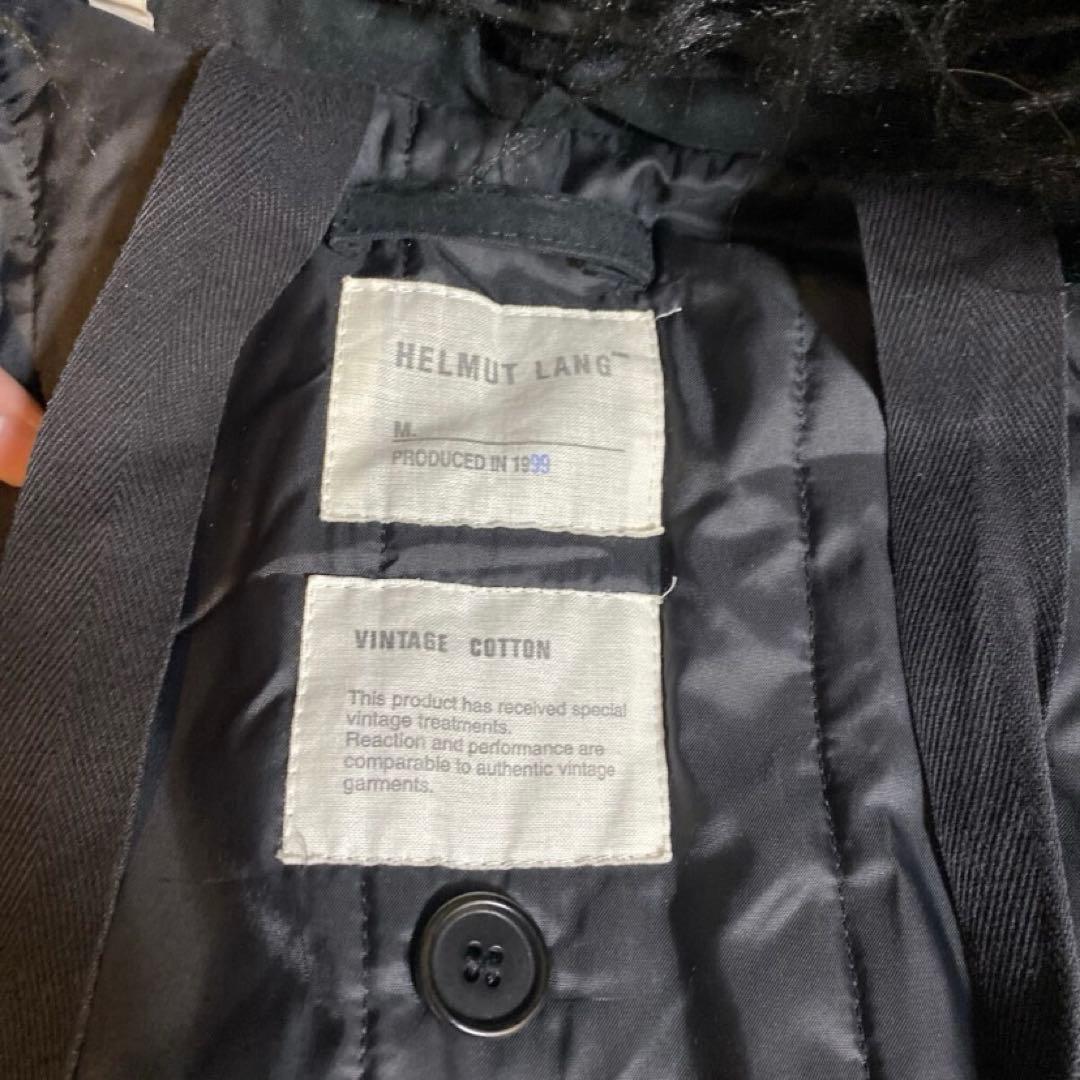 HELMUT LANG™
M.
PRODUCED IN 1999
VINTAGE COTTON
This product has received special
vintage treatments.
Reaction and performance are
comparable to authentic vintage
garments.